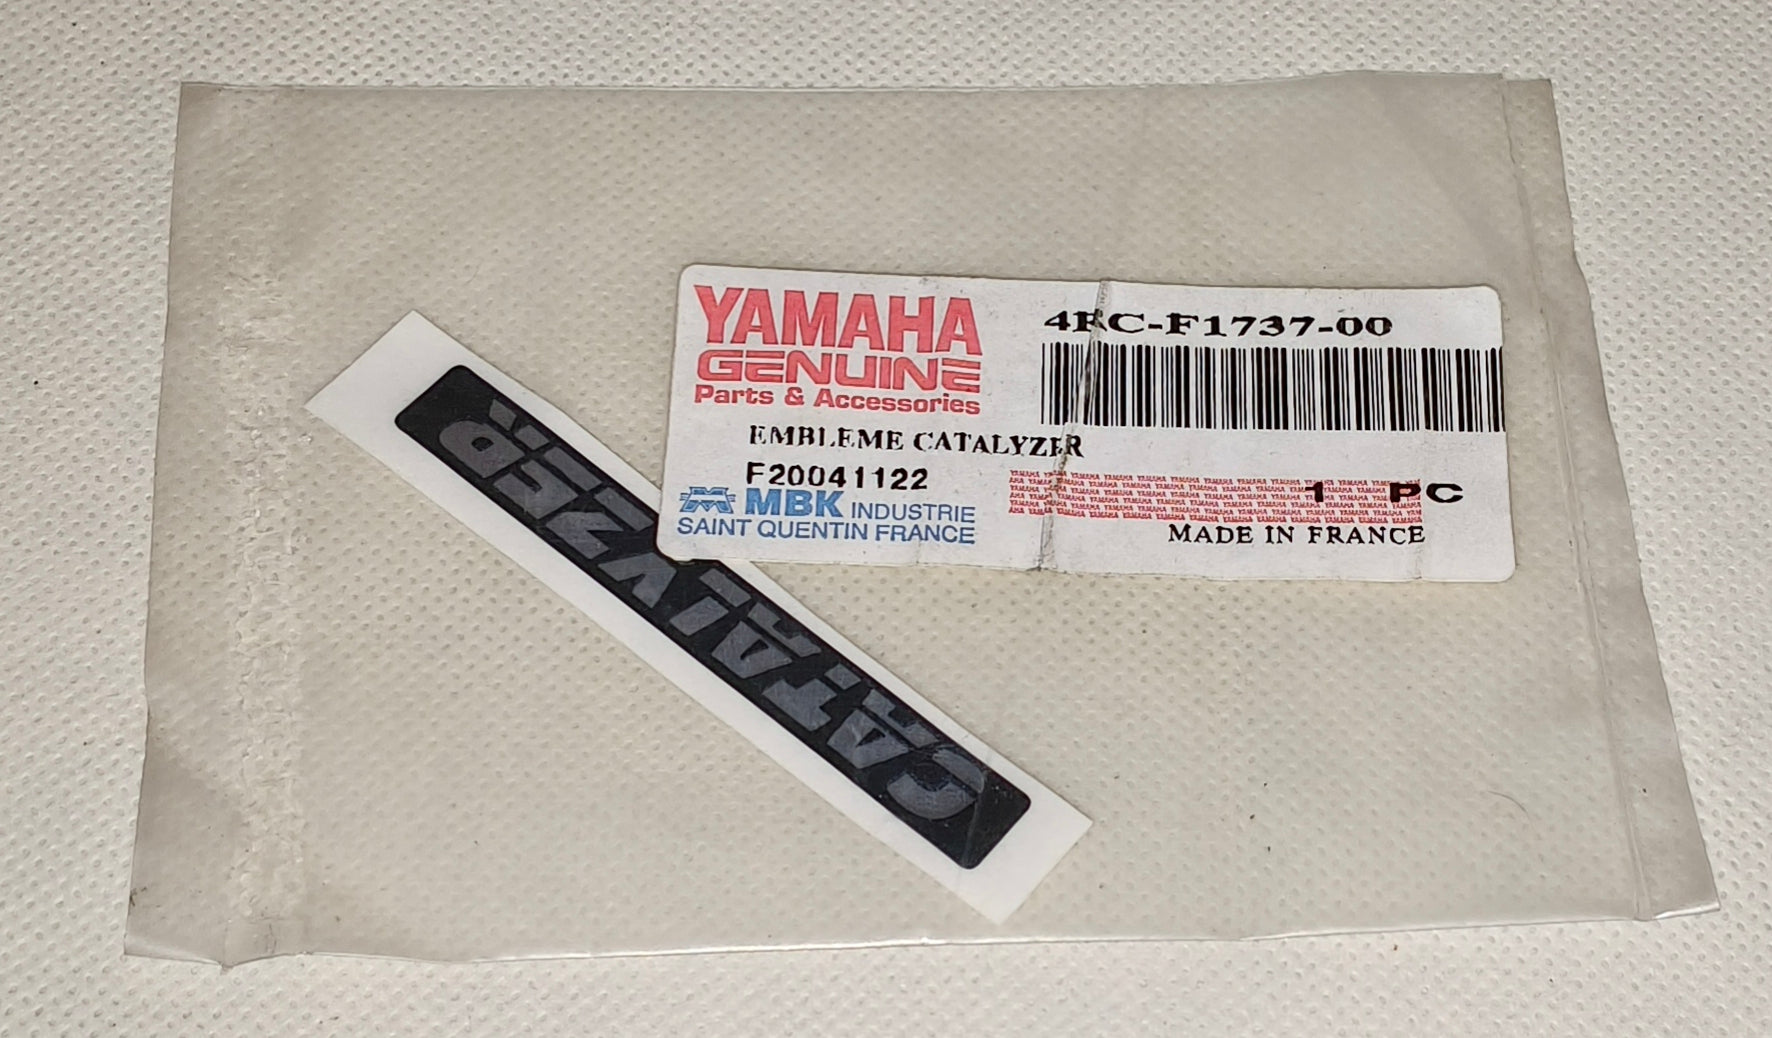 YAMAHA
GENUINE
Parts & Accessories
EMBLEME CATALYZER
F20041122
MBK INDUSTRIE
SAINT QUENTIN FRANCE
4RC-F1737-00
1 PC
MADE IN FRANCE
CATALYZER